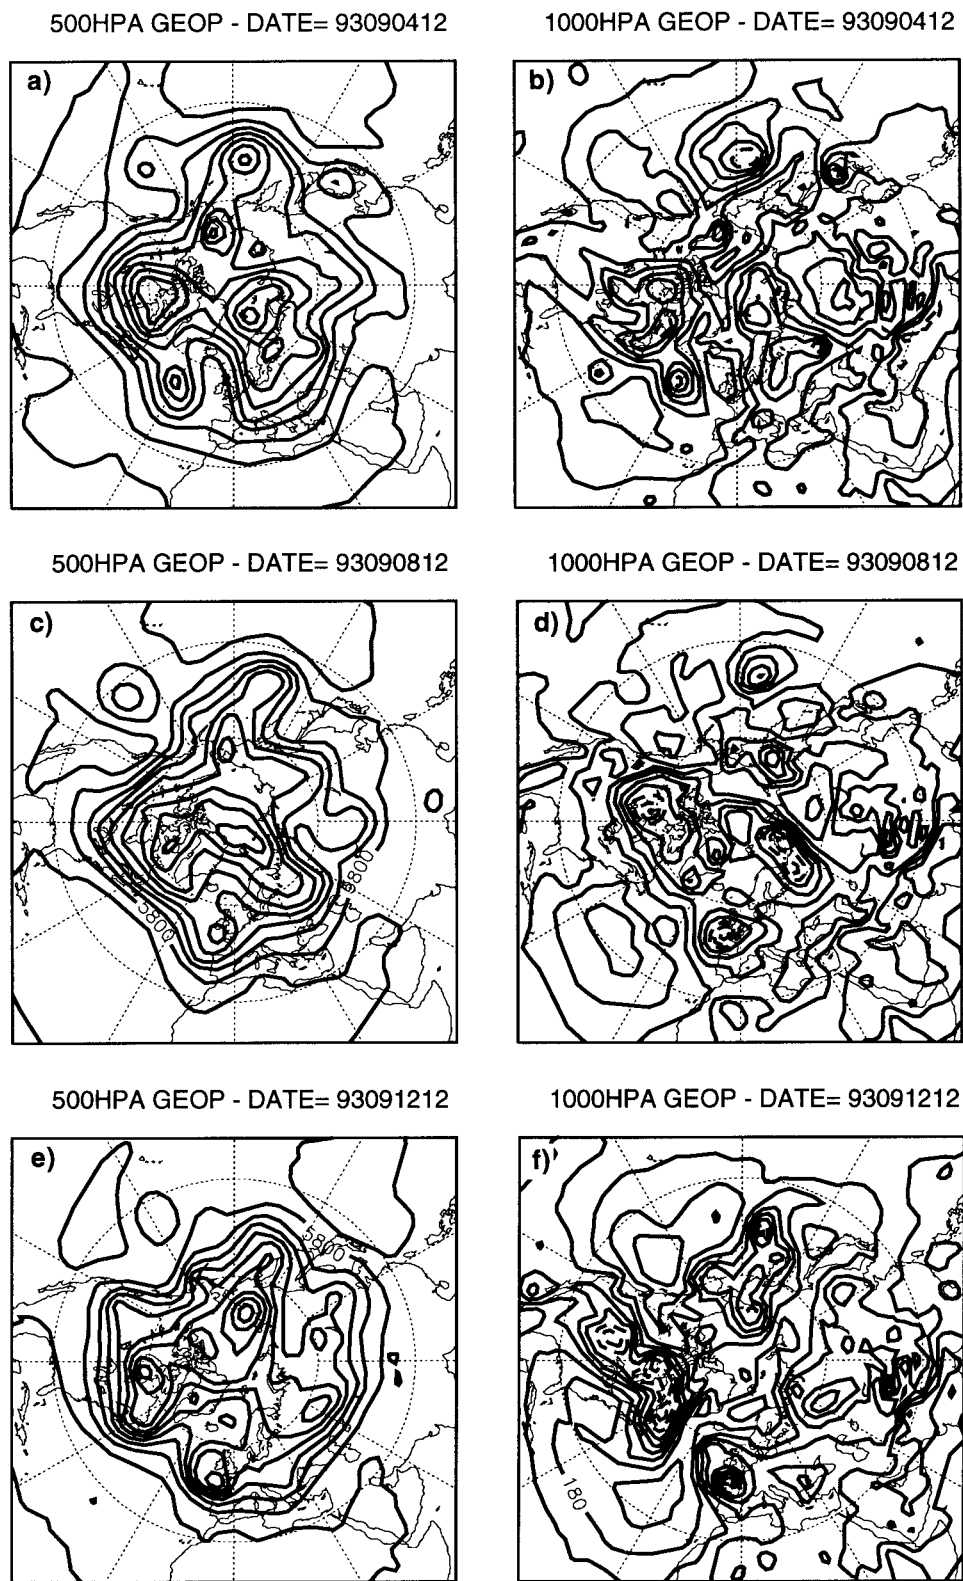 500HPA GEOP - DATE= 93090412
1000HPA GEOP - DATE= 93090412
a)
b)
500HPA GEOP - DATE= 93090812
1000HPA GEOP - DATE= 93090812
c)
d)
5800
5800
500HPA GEOP - DATE= 93091212
1000HPA GEOP - DATE= 93091212
e)
f)
5800
180